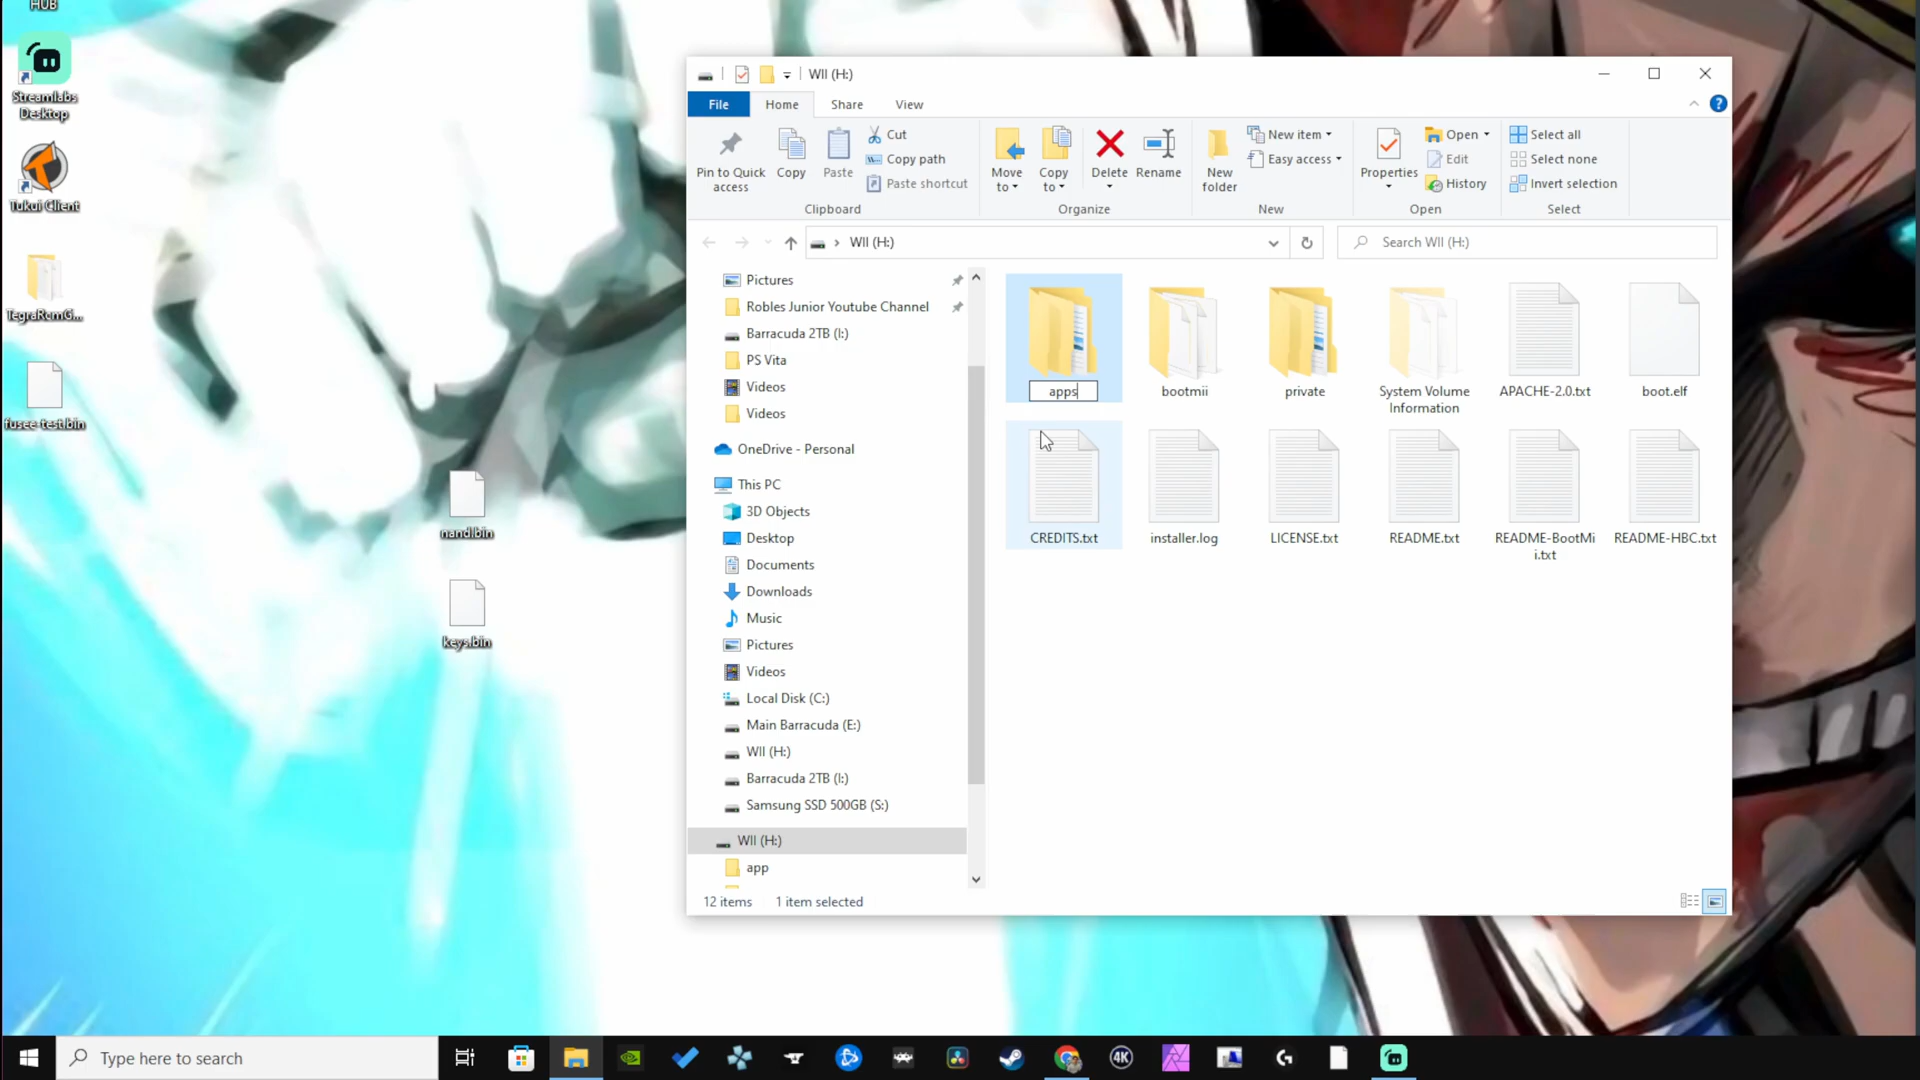 HUB
Streamlabs
Desktop
Tukui Client
TegraRcmG...
fusee-test.bin
nand.bin
keys.bin
WII (H:)
File
Home
Share
View
Pin to Quick
access
Copy
Paste
Cut
Copy path
Paste shortcut
Clipboard
Move
to
Copy
to
Delete
Rename
Organize
New
folder
New item
Easy access
New
Properties
Open
Edit
History
Open
Select all
Select none
Invert selection
Select
WII (H:)
Search WII (H:)
Pictures
Robles Junior Youtube Channel
Barracuda 2TB (I:)
PS Vita
Videos
Videos
OneDrive - Personal
This PC
3D Objects
Desktop
Documents
Downloads
Music
Pictures
Videos
Local Disk (C:)
Main Barracuda (E:)
WII (H:)
Barracuda 2TB (I:)
Samsung SSD 500GB (S:)
WII (H:)
app
apps
bootmii
private
System Volume
Information
APACHE-2.0.txt
boot.elf
CREDITS.txt
installer.log
LICENSE.txt
README.txt
README-BootMi
i.txt
README-HBC.txt
12 items
1 item selected
Type here to search
4K